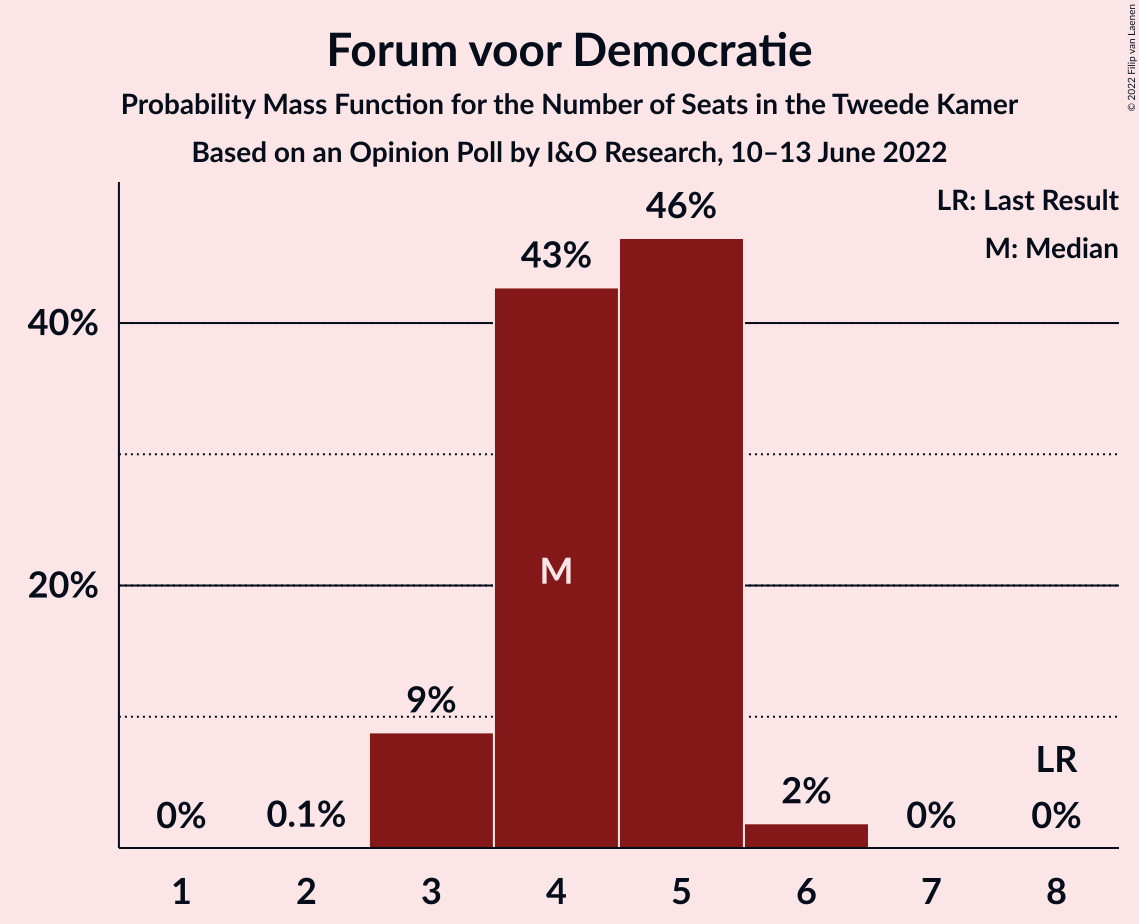 Forum voor Democratie
Probability Mass Function for the Number of Seats in the Tweede Kamer
Based on an Opinion Poll by I&O Research, 10–13 June 2022
© 2022 Filip van Laenen
LR: Last Result
M: Median
46%
43%
40%
M
20%
9%
LR
2%
0% 0.1% 0% 0%
1 2 3 4 5 6 7 8